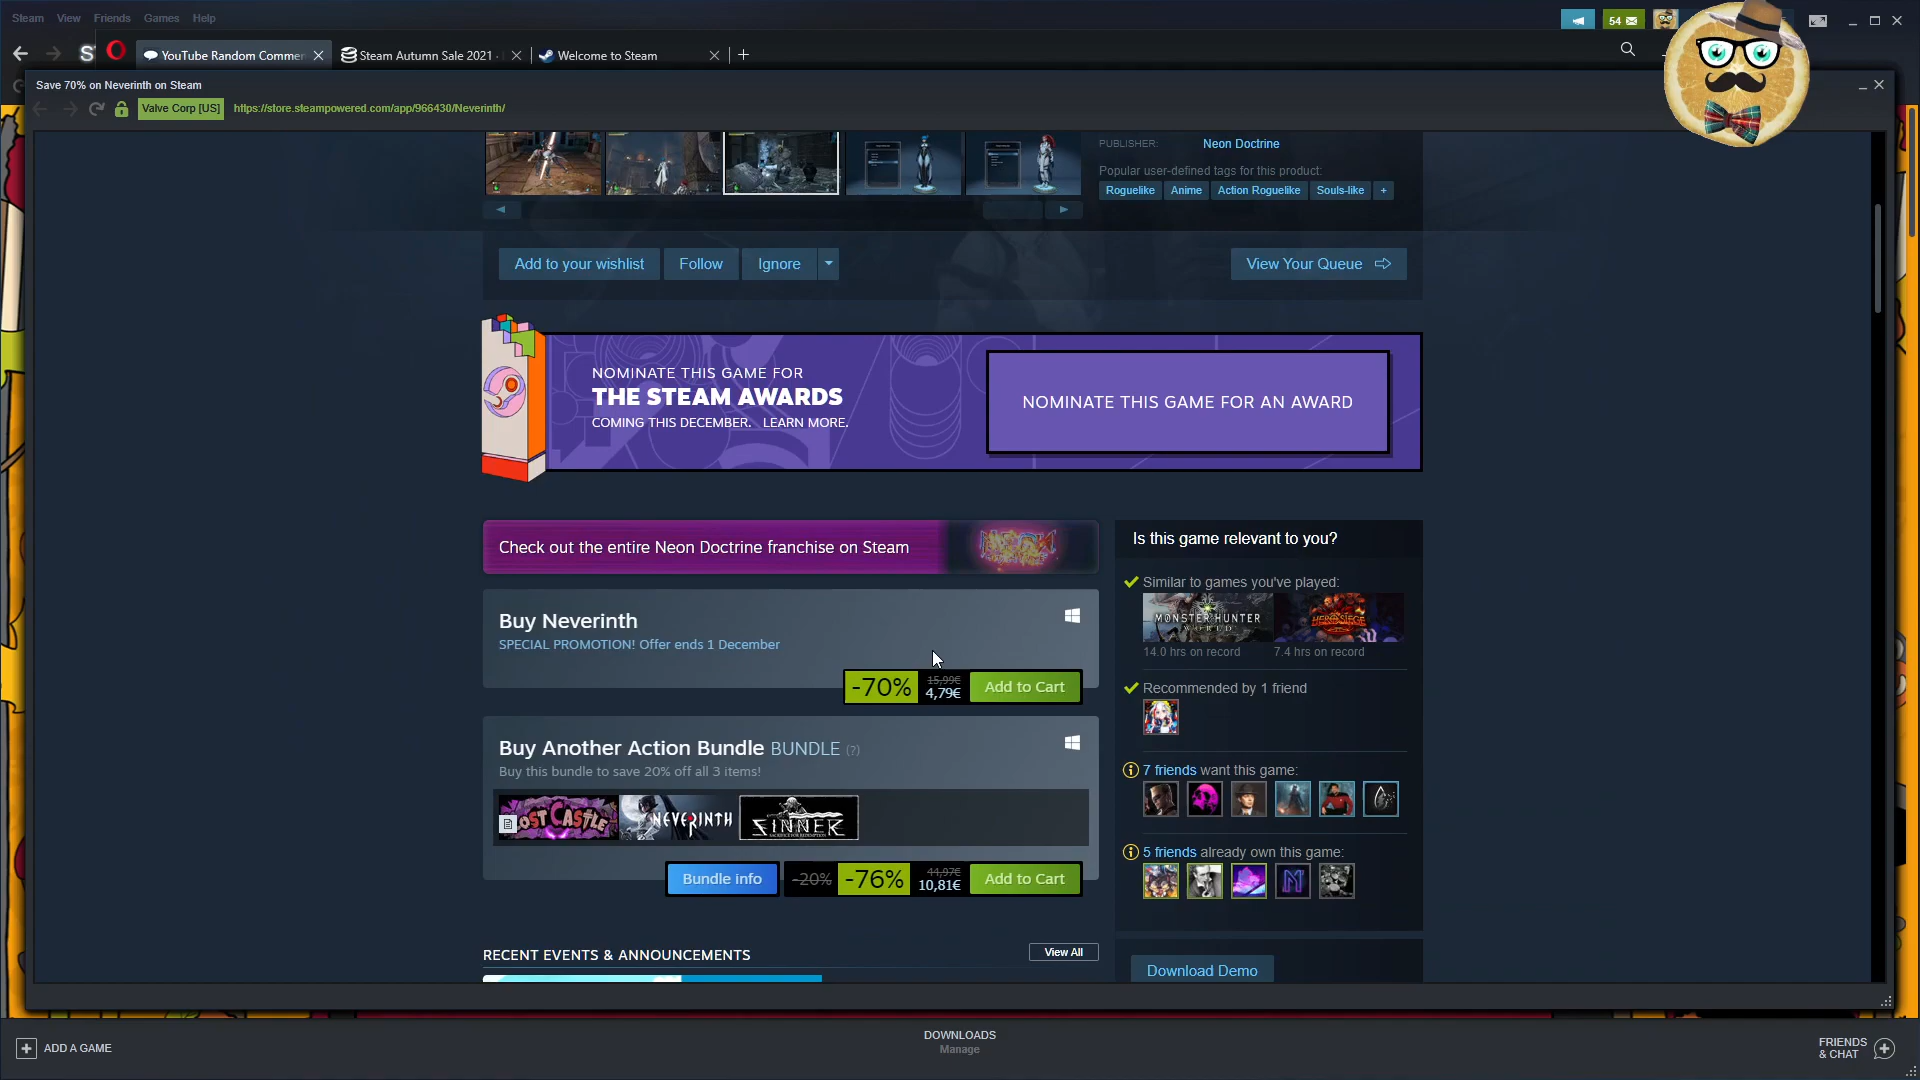 Steam View Friends Games Help
54
YouTube Random Commen
Steam Autumn Sale 2021 -
Welcome to Steam
Save 70% on Neverinth on Steam
Valve Corp [US] https://store.steampowered.com/app/966430/Neverinth/
PUBLISHER: Neon Doctrine
Popular user-defined tags for this product:
Roguelike Anime Action Roguelike Souls-like +
Add to your wishlist Follow Ignore
View Your Queue
NOMINATE THIS GAME FOR
THE STEAM AWARDS
COMING THIS DECEMBER. LEARN MORE.
NOMINATE THIS GAME FOR AN AWARD
Check out the entire Neon Doctrine franchise on Steam
Buy Neverinth
SPECIAL PROMOTION! Offer ends 1 December
-70% 15,99€ 4,79€ Add to Cart
Buy Another Action Bundle BUNDLE (?)
Buy this bundle to save 20% off all 3 items!
LOST CASTLE NEVERINTH SINNER
SACRIFICE FOR REDEMPTION
Bundle info -20% -76% 44,97€ 10,81€ Add to Cart
RECENT EVENTS & ANNOUNCEMENTS View All
Is this game relevant to you?
Similar to games you've played:
MONSTER HUNTER
WORLD
HERO SIEGE
14.0 hrs on record 7.4 hrs on record
Recommended by 1 friend
7 friends want this game:
5 friends already own this game:
Download Demo
ADD A GAME
DOWNLOADS
Manage
FRIENDS
& CHAT